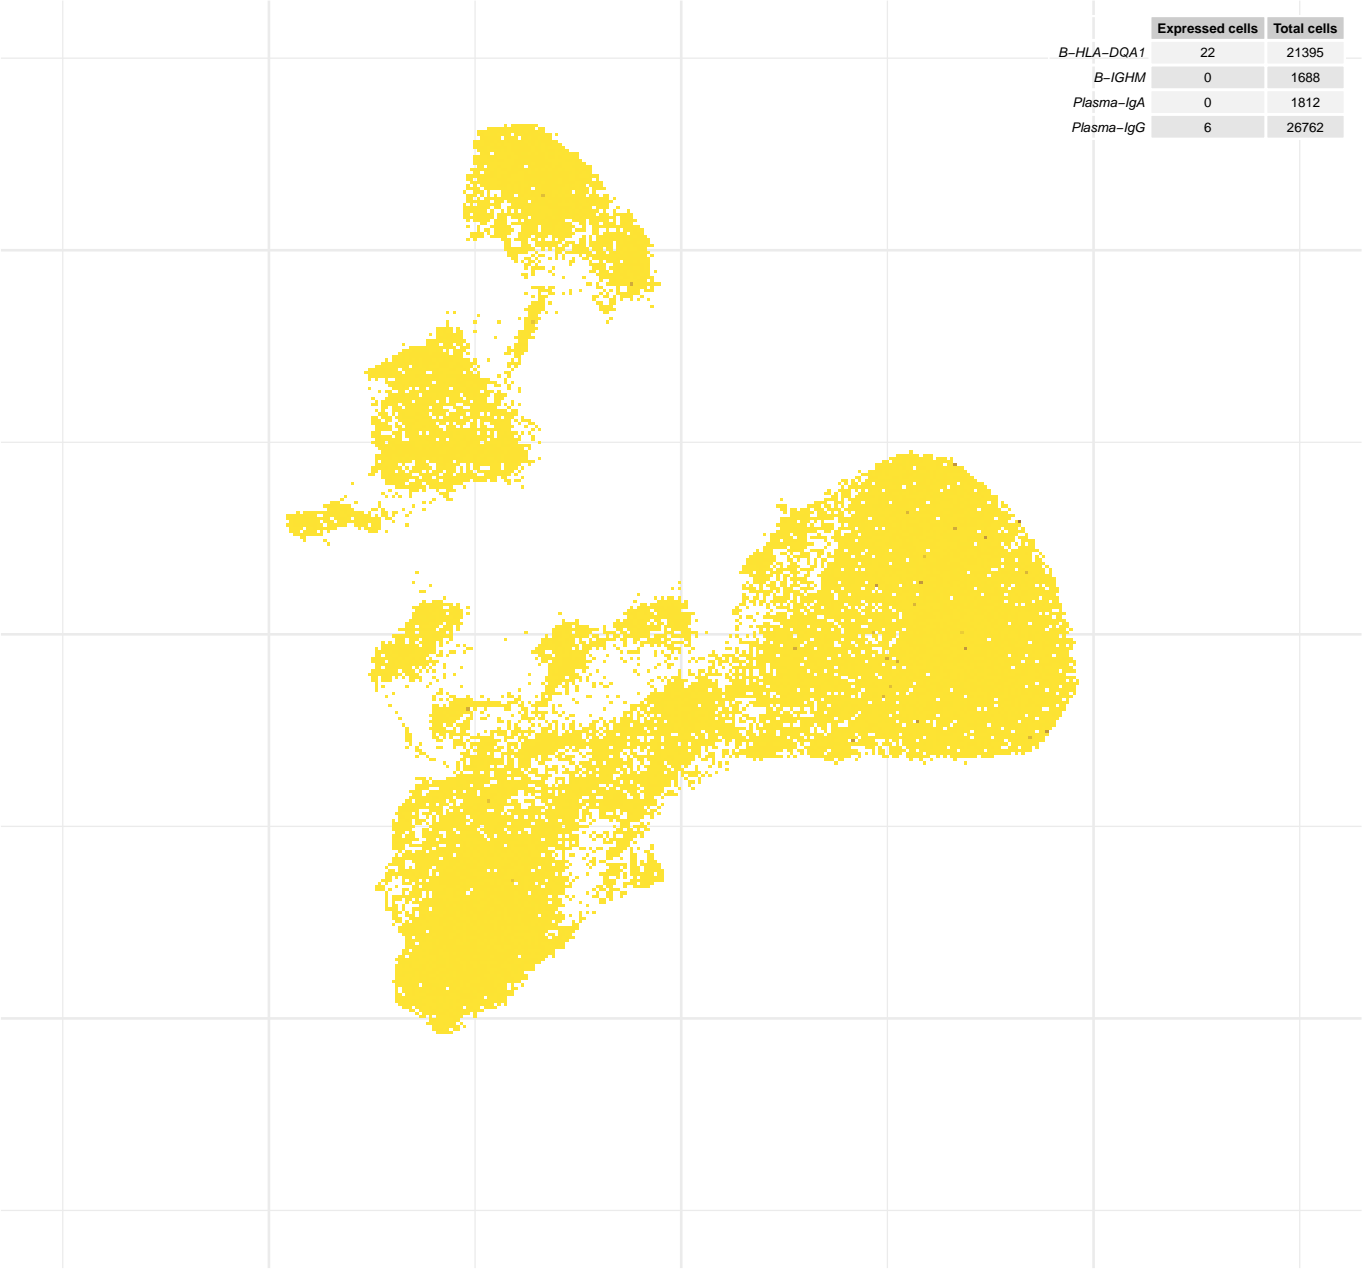 Expressed cells Total cells
B−HLA−DQA1 22 21395
B−IGHM 0 1688
Plasma−IgA 0 1812
Plasma−IgG 6 26762